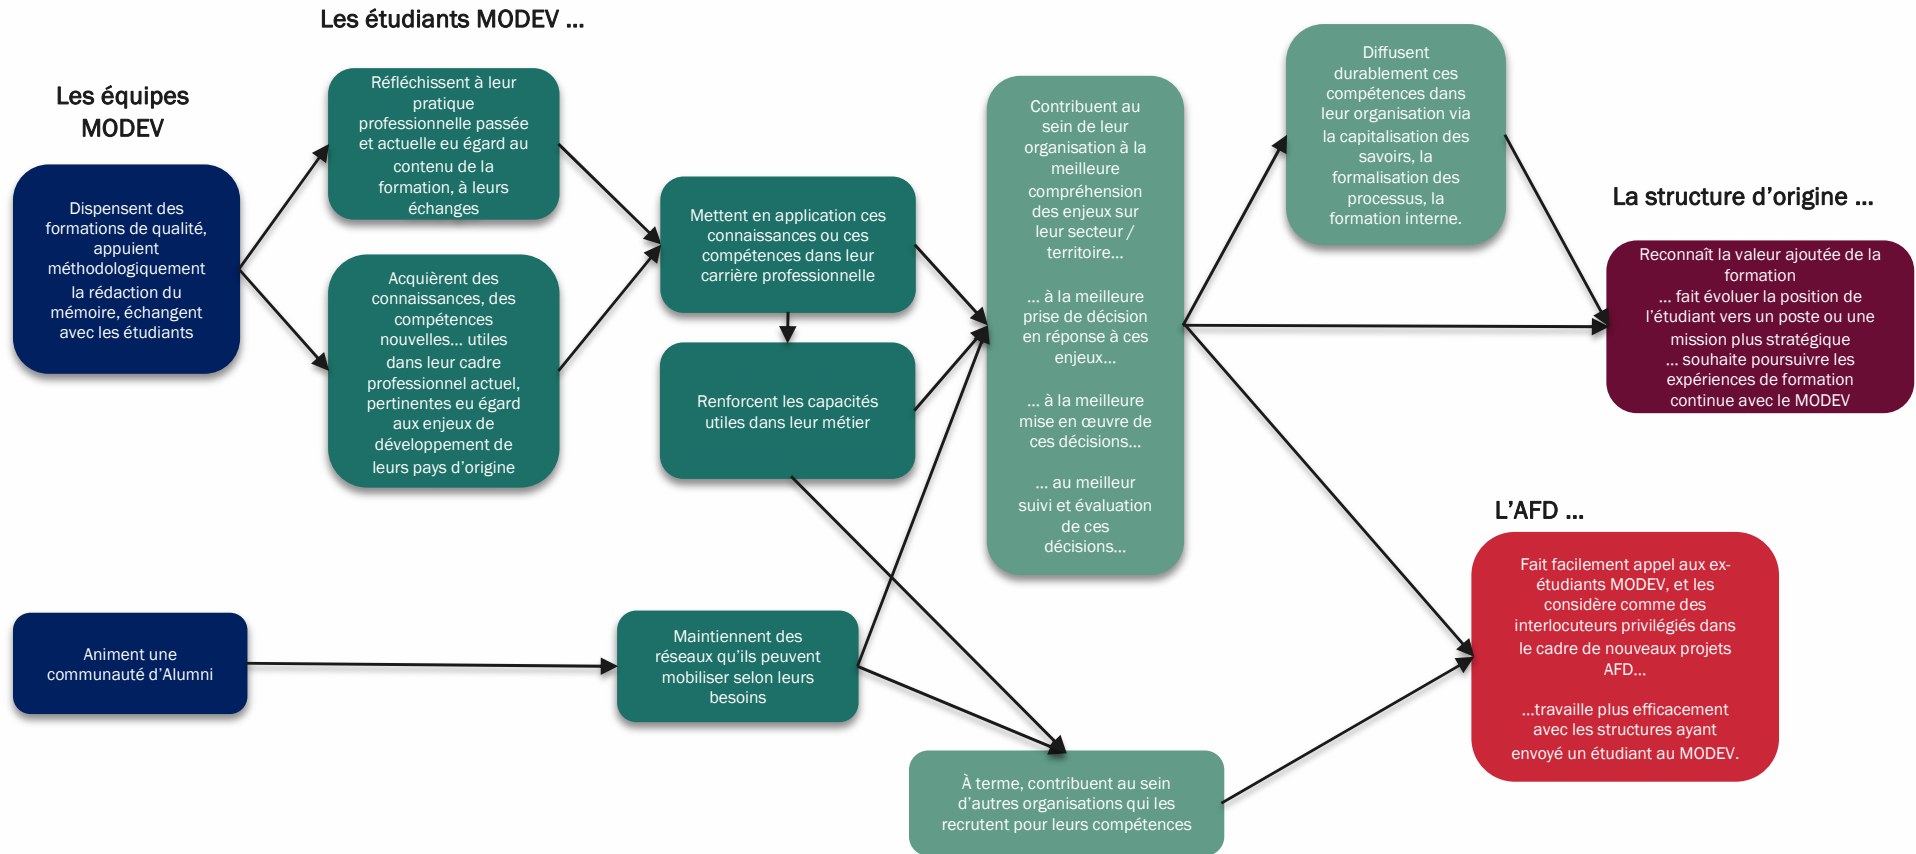 Les étudiants MODEV ...
Les équipes
MODEV
Dispensent des
formations de qualité,
appuient
méthodologiquement
la rédaction du
mémoire, échangent
avec les étudiants
Réfléchissent à leur
pratique
professionnelle passée
et actuelle eu égard au
contenu de la
formation, à leurs
échanges
Acquièrent des
connaissances, des
compétences
nouvelles... utiles
dans leur cadre
professionnel actuel,
pertinentes eu égard
aux enjeux de
développement de
leurs pays d'origine
Mettent en application ces
connaissances ou ces
compétences dans leur
carrière professionnelle
Renforcent les capacités
utiles dans leur métier
Contribuent au
sein de leur
organisation à la
meilleure
compréhension
des enjeux sur
leur secteur /
territoire...
... à la meilleure
prise de décision
en réponse à ces
enjeux...
... à la meilleure
mise en œuvre de
ces décisions...
... au meilleur
suivi et évaluation
de ces
décisions...
Diffusent
durablement ces
compétences dans
leur organisation via
la capitalisation des
savoirs, la
formalisation des
processus, la
formation interne.
La structure d'origine ...
Reconnaît la valeur ajoutée de la
formation
... fait évoluer la position de
l'étudiant vers un poste ou une
mission plus stratégique
... souhaite poursuivre les
expériences de formation
continue avec le MODEV
L'AFD ...
Fait facilement appel aux ex-
étudiants MODEV, et les
considère comme des
interlocuteurs privilégiés dans
le cadre de nouveaux projets
AFD...
...travaille plus efficacement
avec les structures ayant
envoyé un étudiant au MODEV.
Animent une
communauté d'Alumni
Maintiennent des
réseaux qu'ils peuvent
mobiliser selon leurs
besoins
À terme, contribuent au sein
d'autres organisations qui les
recrutent pour leurs compétences